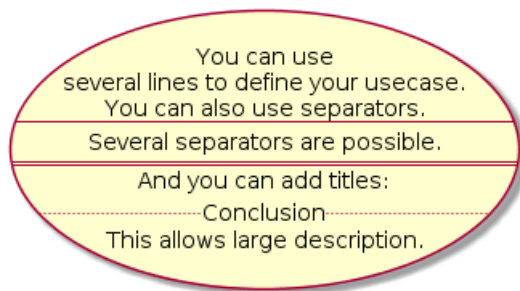 You can use
several lines to define your usecase.
You can also use separators.
Several separators are possible.
And you can add titles:
Conclusion
This allows large description.